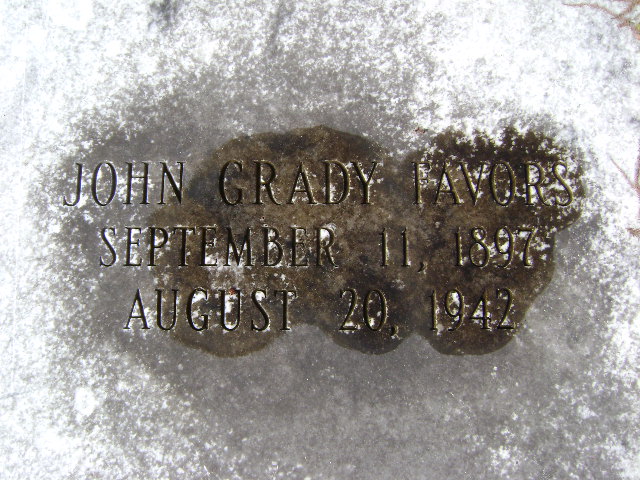 JOHN GRADY FAVORS
SEPTEMBER 11, 1897
AUGUST 20, 1942